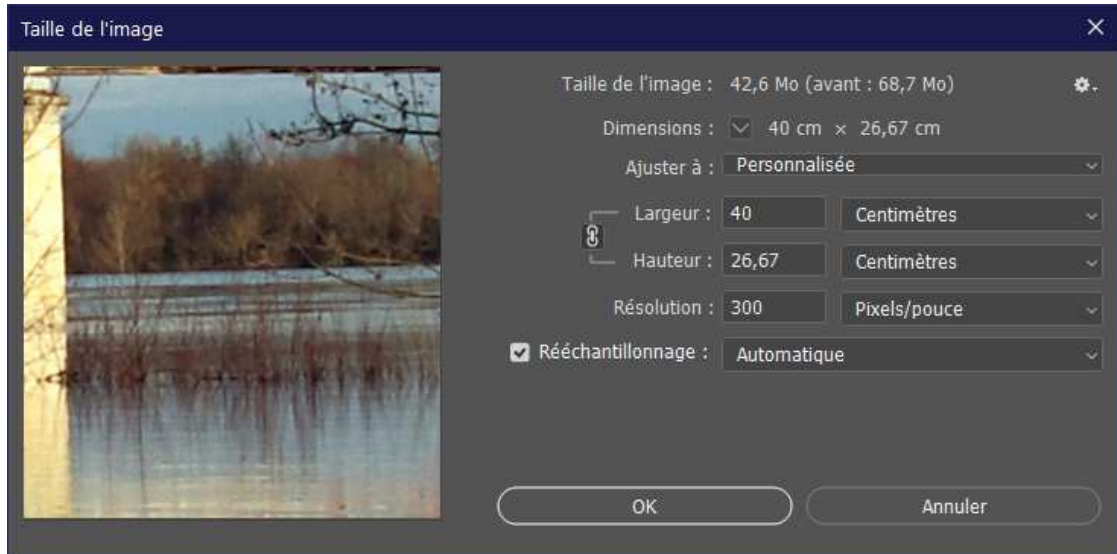 Taille de l'image
Taille de l'image : 42,6 Mo (avant : 68,7 Mo)
Dimensions : 40 cm × 26,67 cm
Ajuster à : Personnalisée
Largeur : 40 Centimètres
Hauteur : 26,67 Centimètres
Résolution : 300 Pixels/pouce
Rééchantillonnage : Automatique
OK Annuler